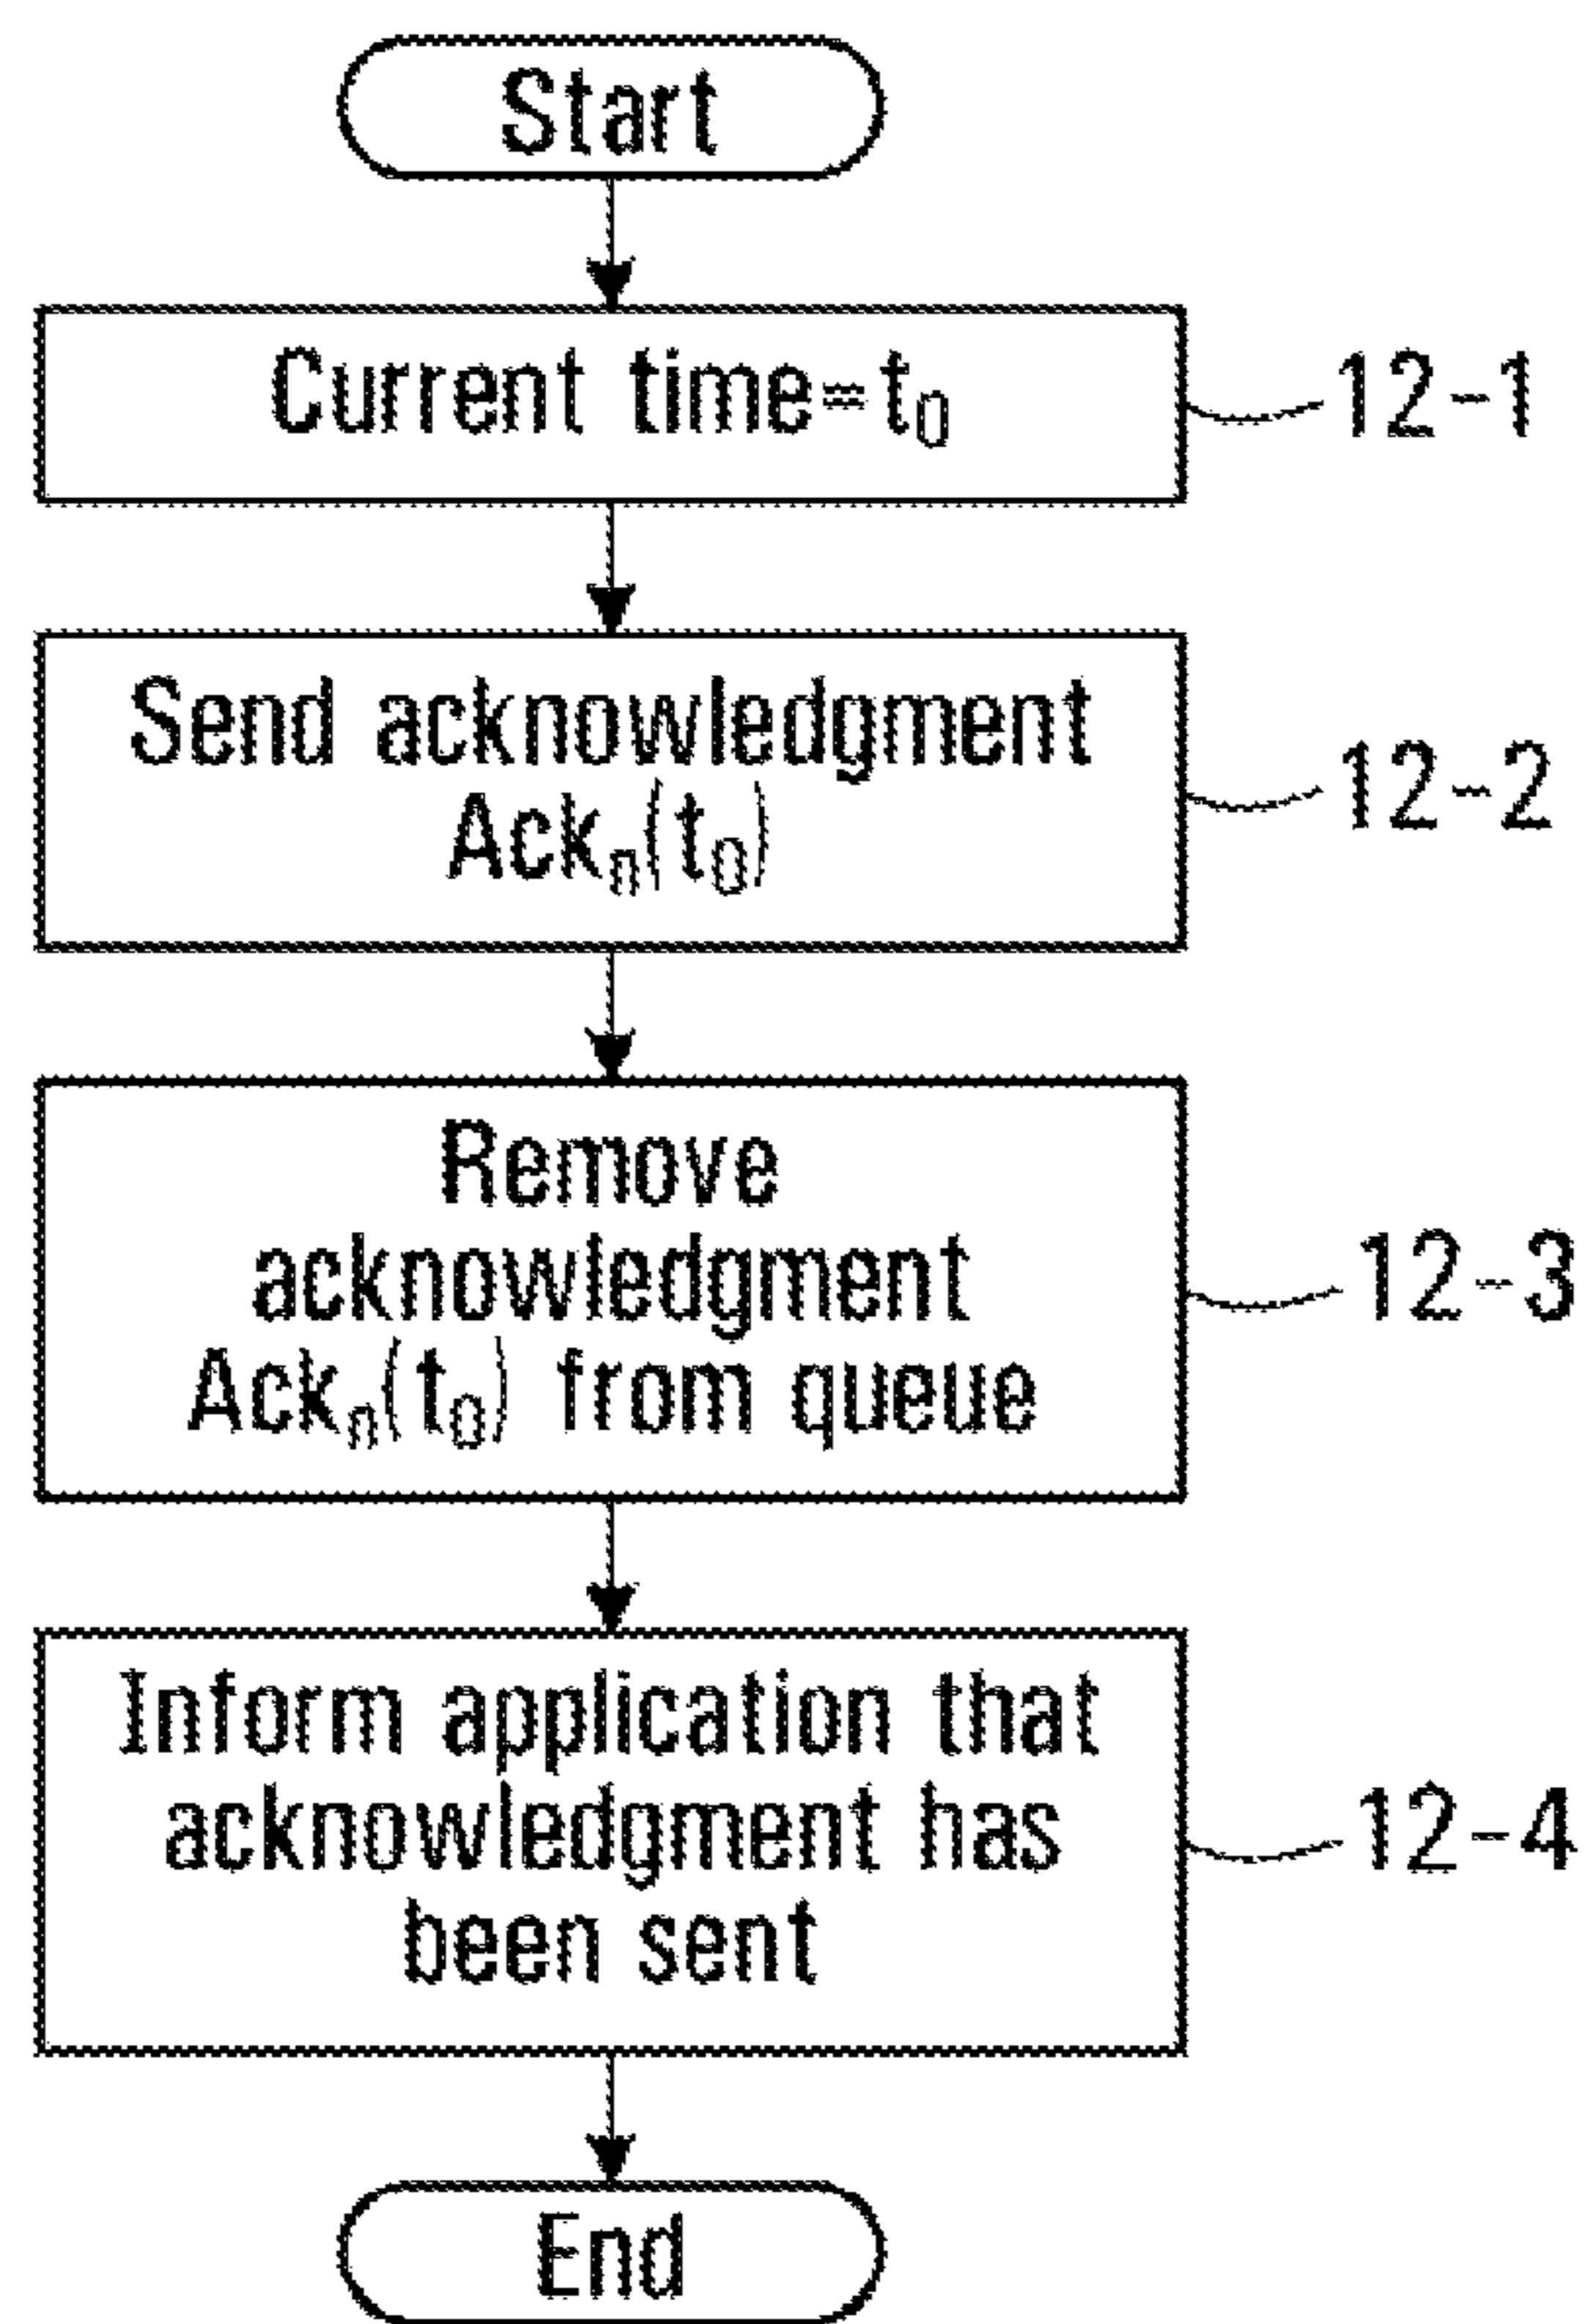 Start
Current time=t₀
12-1
Send acknowledgment
Ackₙ(t₀)
12-2
Remove
acknowledgment
Ackₙ(t₀) from queue
12-3
Inform application that
acknowledgment has
been sent
12-4
End